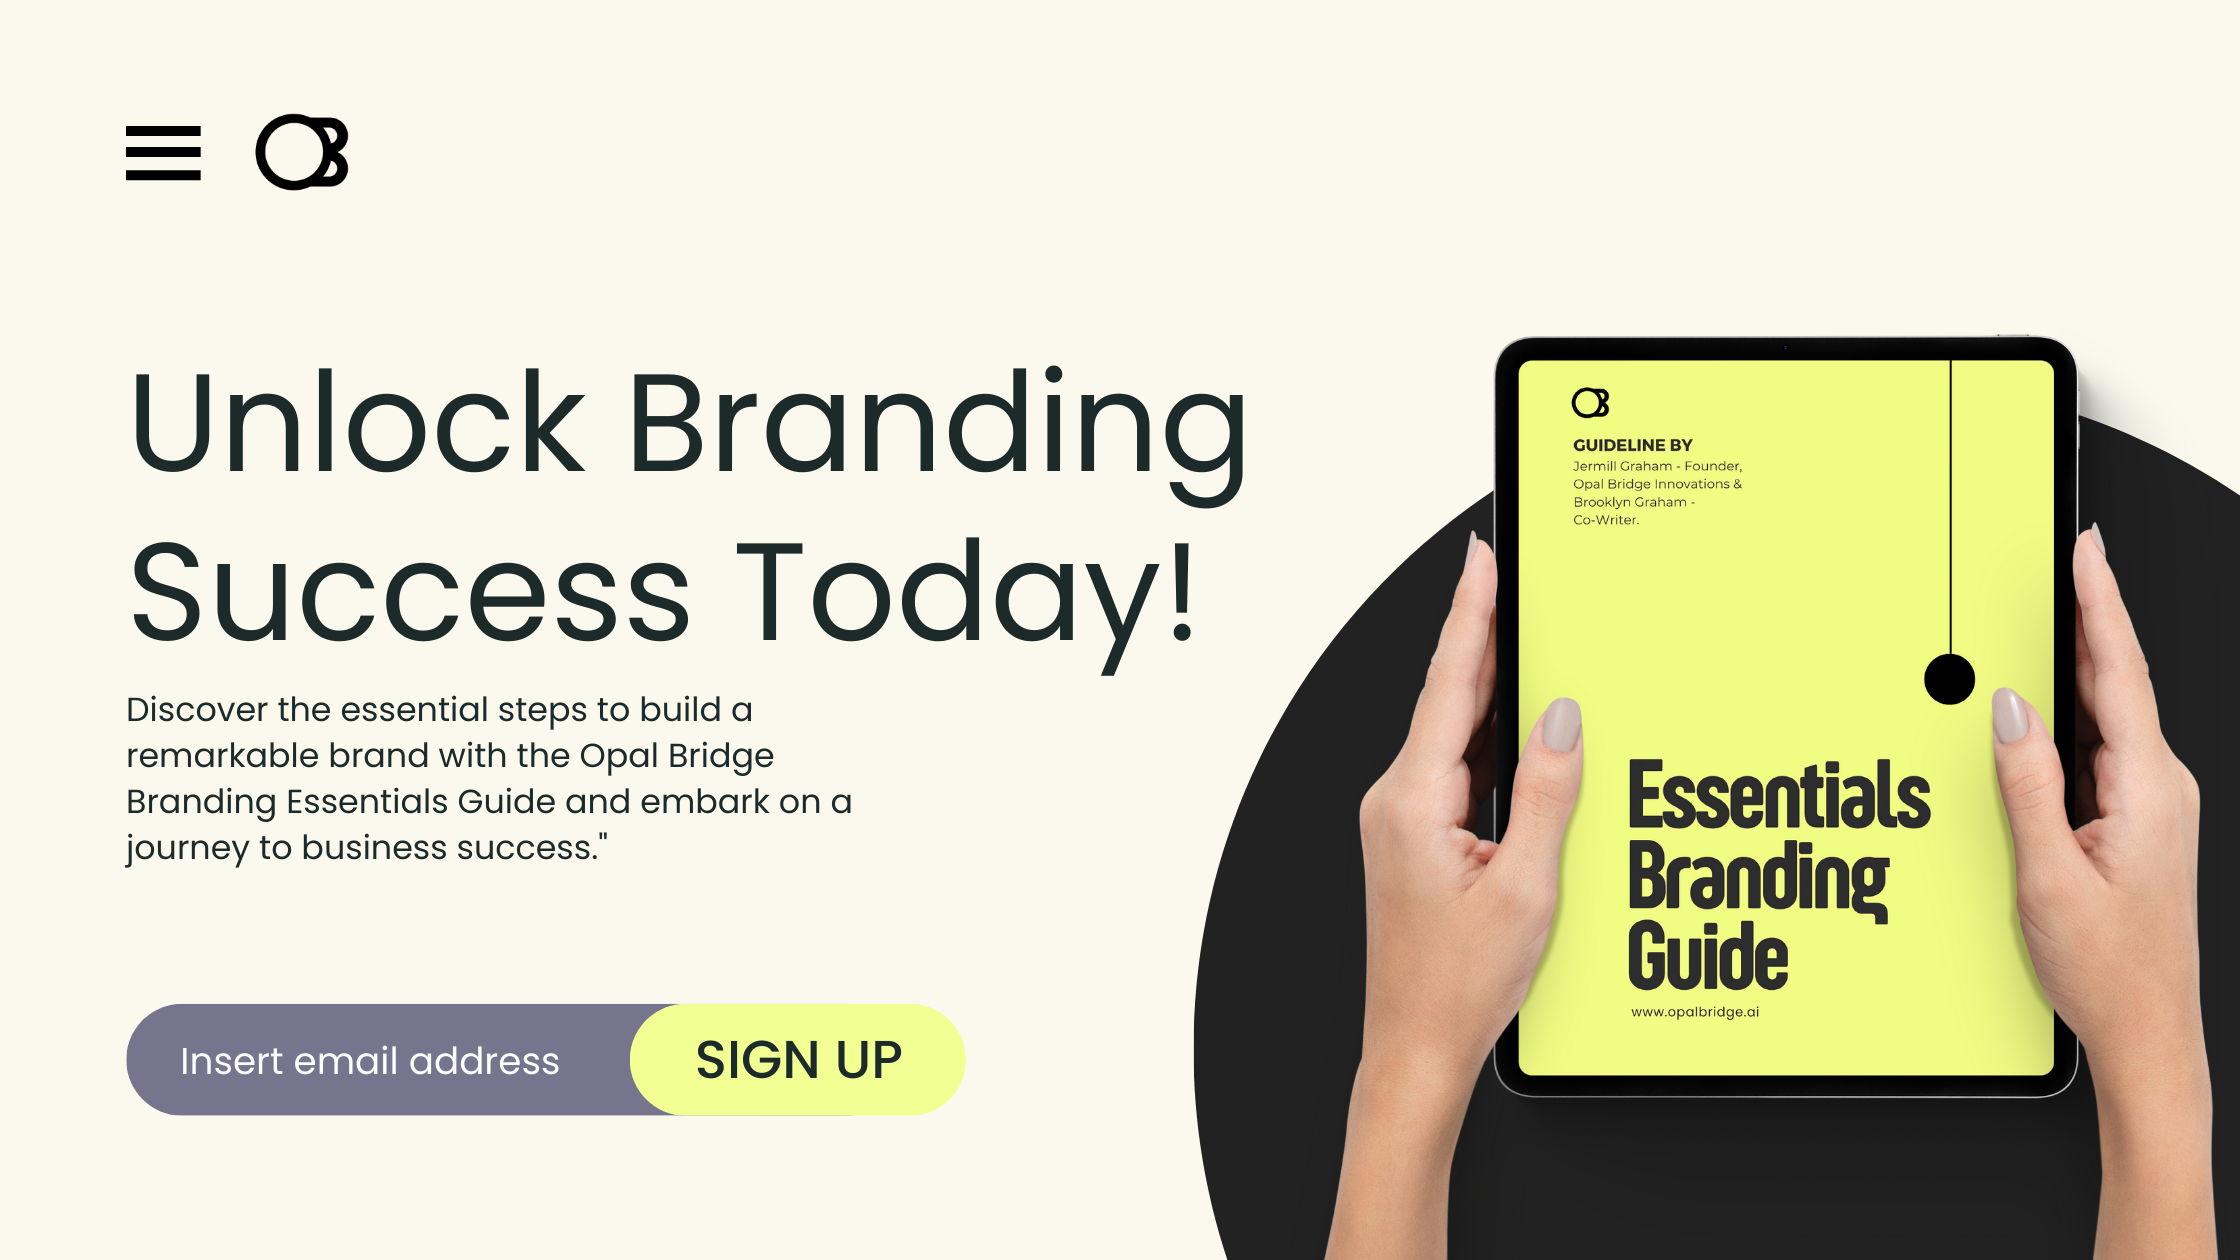 OB
Unlock Branding
Success Today!
Discover the essential steps to build a
remarkable brand with the Opal Bridge
Branding Essentials Guide and embark on a
journey to business success."
Insert email address
SIGN UP
OB
GUIDELINE BY
Jermill Graham - Founder,
Opal Bridge Innovations &
Brooklyn Graham -
Co-Writer.
Essentials
Branding
Guide
www.opalbridge.ai